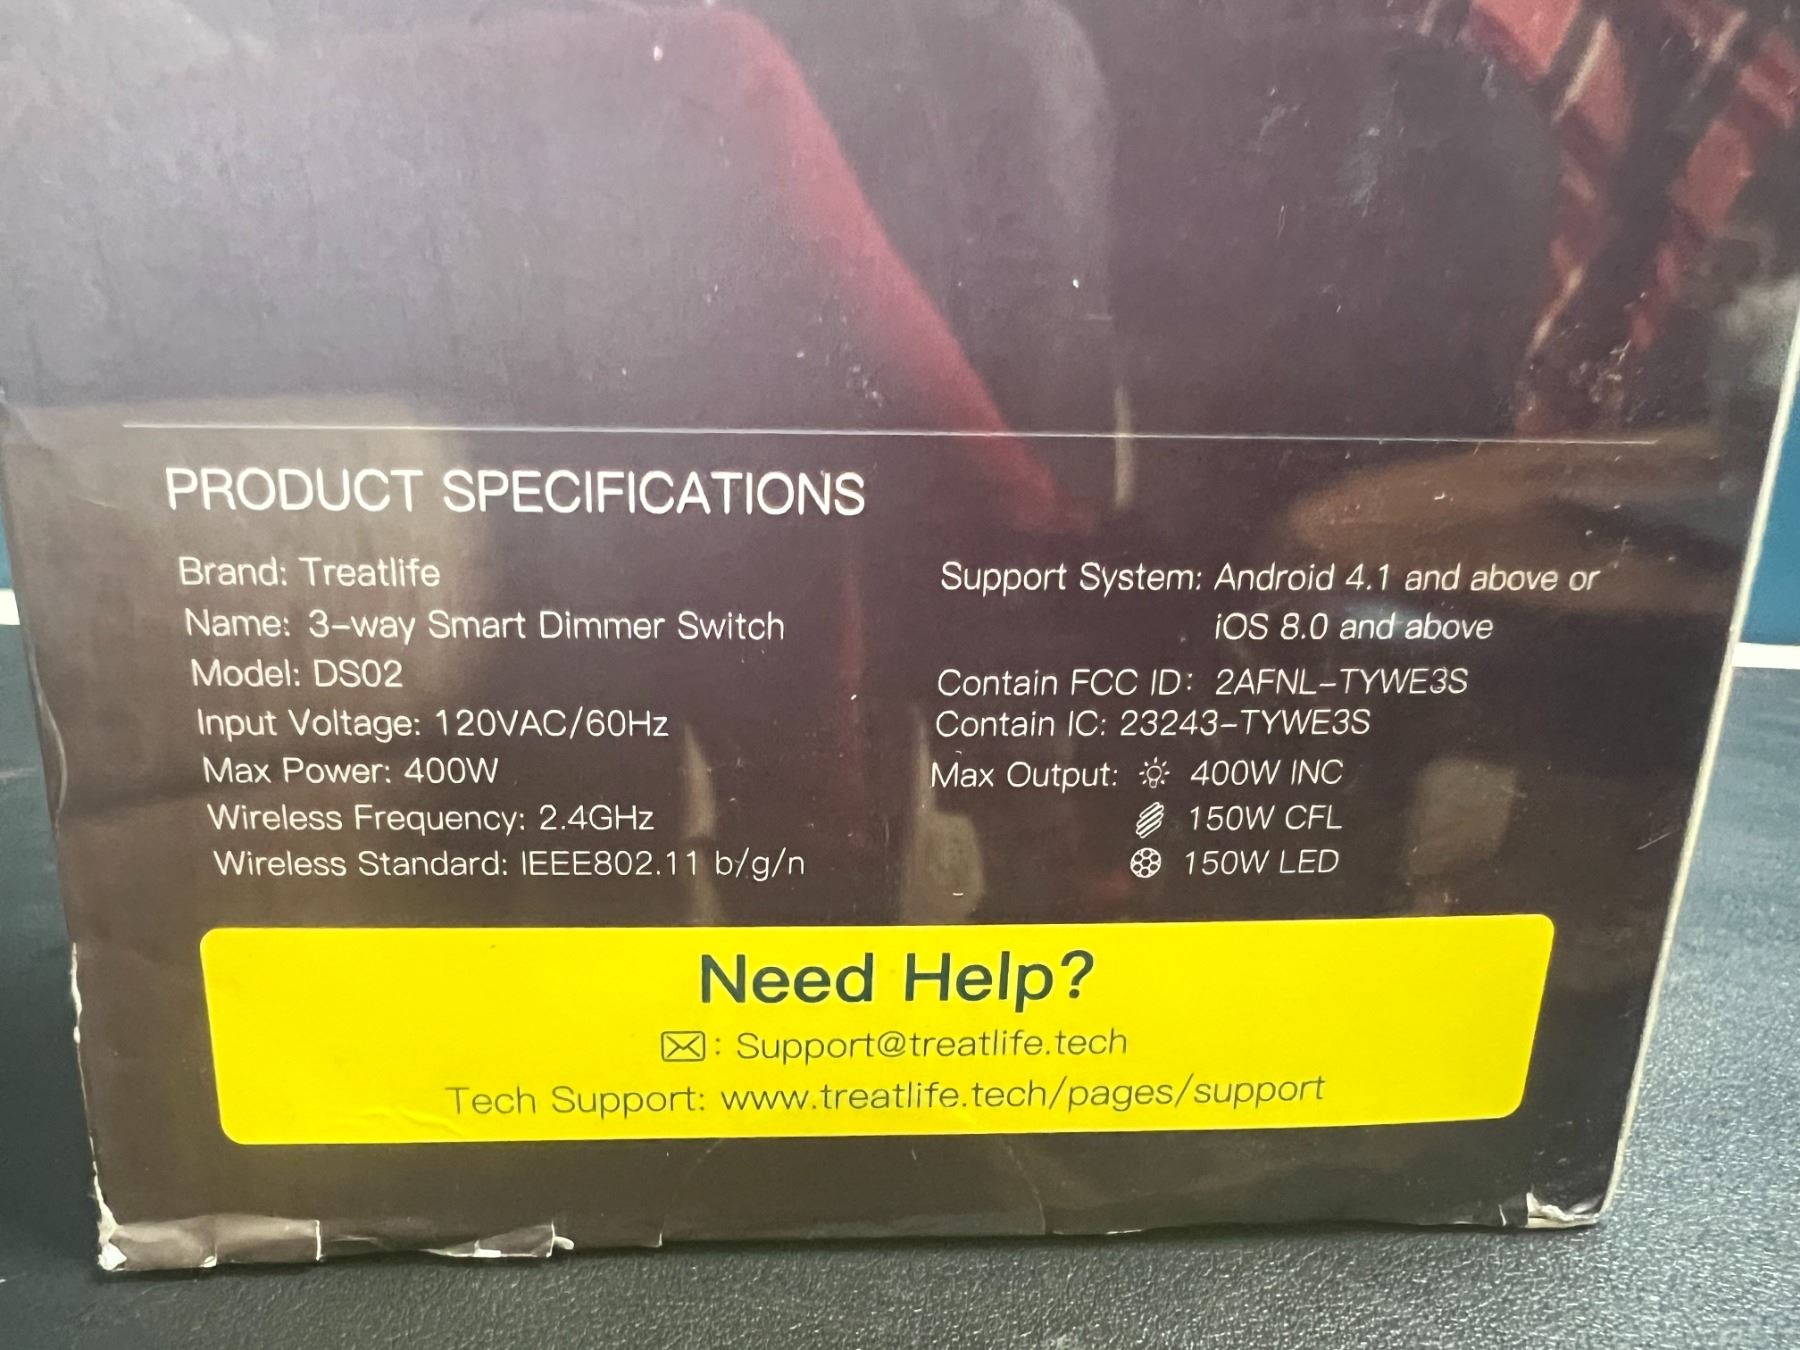 PRODUCT SPECIFICATIONS
Brand: Treatlife
Name: 3-way Smart Dimmer Switch
Model: DS02
Input Voltage: 120VAC/60Hz
Max Power: 400W
Wireless Frequency: 2.4GHz
Wireless Standard: IEEE802.11 b/g/n
Support System: Android 4.1 and above or
iOS 8.0 and above
Contain FCC ID: 2AFNL-TYWE3S
Contain IC: 23243-TYWE3S
Max Output: 400W INC
150W CFL
150W LED
Need Help?
: Support@treatlife.tech
Tech Support: www.treatlife.tech/pages/support